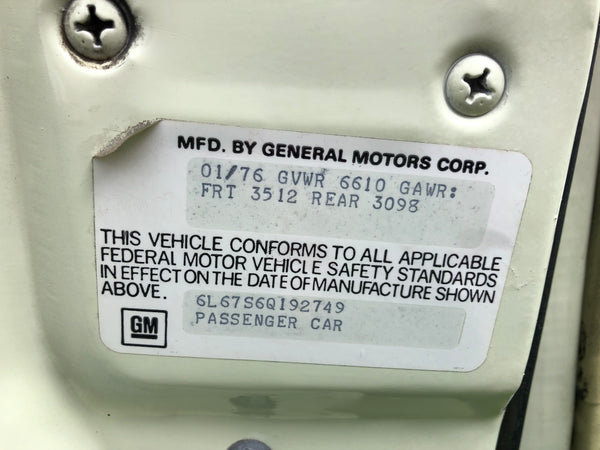 MFD. BY GENERAL MOTORS CORP.
01/76 GVWR 6610 GAWR:
FRT 3512 REAR 3098
THIS VEHICLE CONFORMS TO ALL APPLICABLE
FEDERAL MOTOR VEHICLE SAFETY STANDARDS
IN EFFECT ON THE DATE OF MANUFACTURE SHOWN
ABOVE.
6L67S6Q192749
PASSENGER CAR
GM